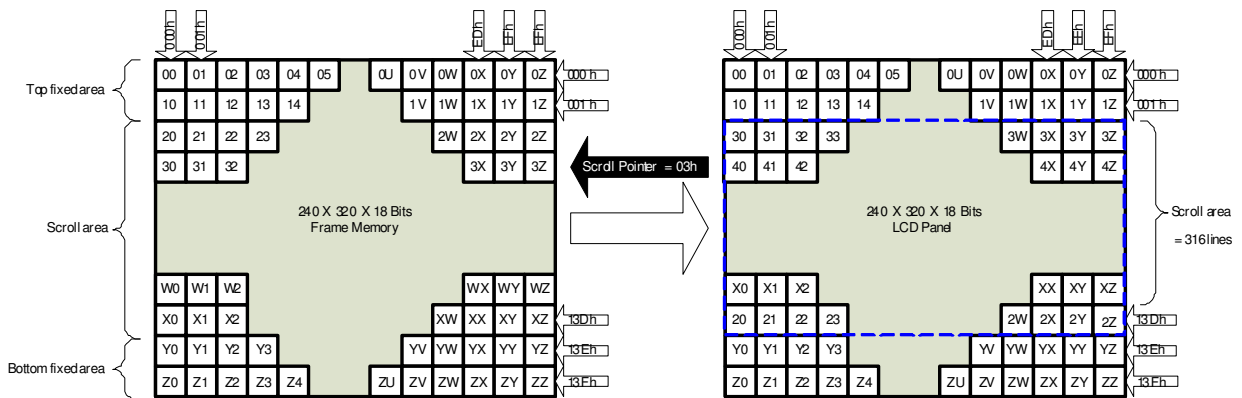 000h 001h EDh EFh EFh 000h 001h EDh EEh EFh
00 01 02 03 04 05 0U 0V 0W 0X 0Y 0Z 000h 00 01 02 03 04 05 0U 0V 0W 0X 0Y 0Z 000h
Top fixed area
10 11 12 13 14 1V 1W 1X 1Y 1Z 001h 10 11 12 13 14 1V 1W 1X 1Y 1Z 001h
20 21 22 23 2W 2X 2Y 2Z 30 31 32 33 3W 3X 3Y 3Z
30 31 32 3X 3Y 3Z Scroll Pointer = 03h 40 41 42 4X 4Y 4Z
Scroll area
240 X 320 X 18 Bits
Frame Memory
240 X 320 X 18 Bits
LCD Panel
Scroll area
= 316 lines
W0 W1 W2 WX WY WZ X0 X1 X2 XX XY XZ
X0 X1 X2 XW XX XY XZ 13Dh 20 21 22 23 2W 2X 2Y 2Z 13Dh
Y0 Y1 Y2 Y3 YV YW YX YY YZ 13Eh Y0 Y1 Y2 Y3 YV YW YX YY YZ 13Eh
Bottom fixed area
Z0 Z1 Z2 Z3 Z4 ZU ZV ZW ZX ZY ZZ 13Fh Z0 Z1 Z2 Z3 Z4 ZU ZV ZW ZX ZY ZZ 13Fh